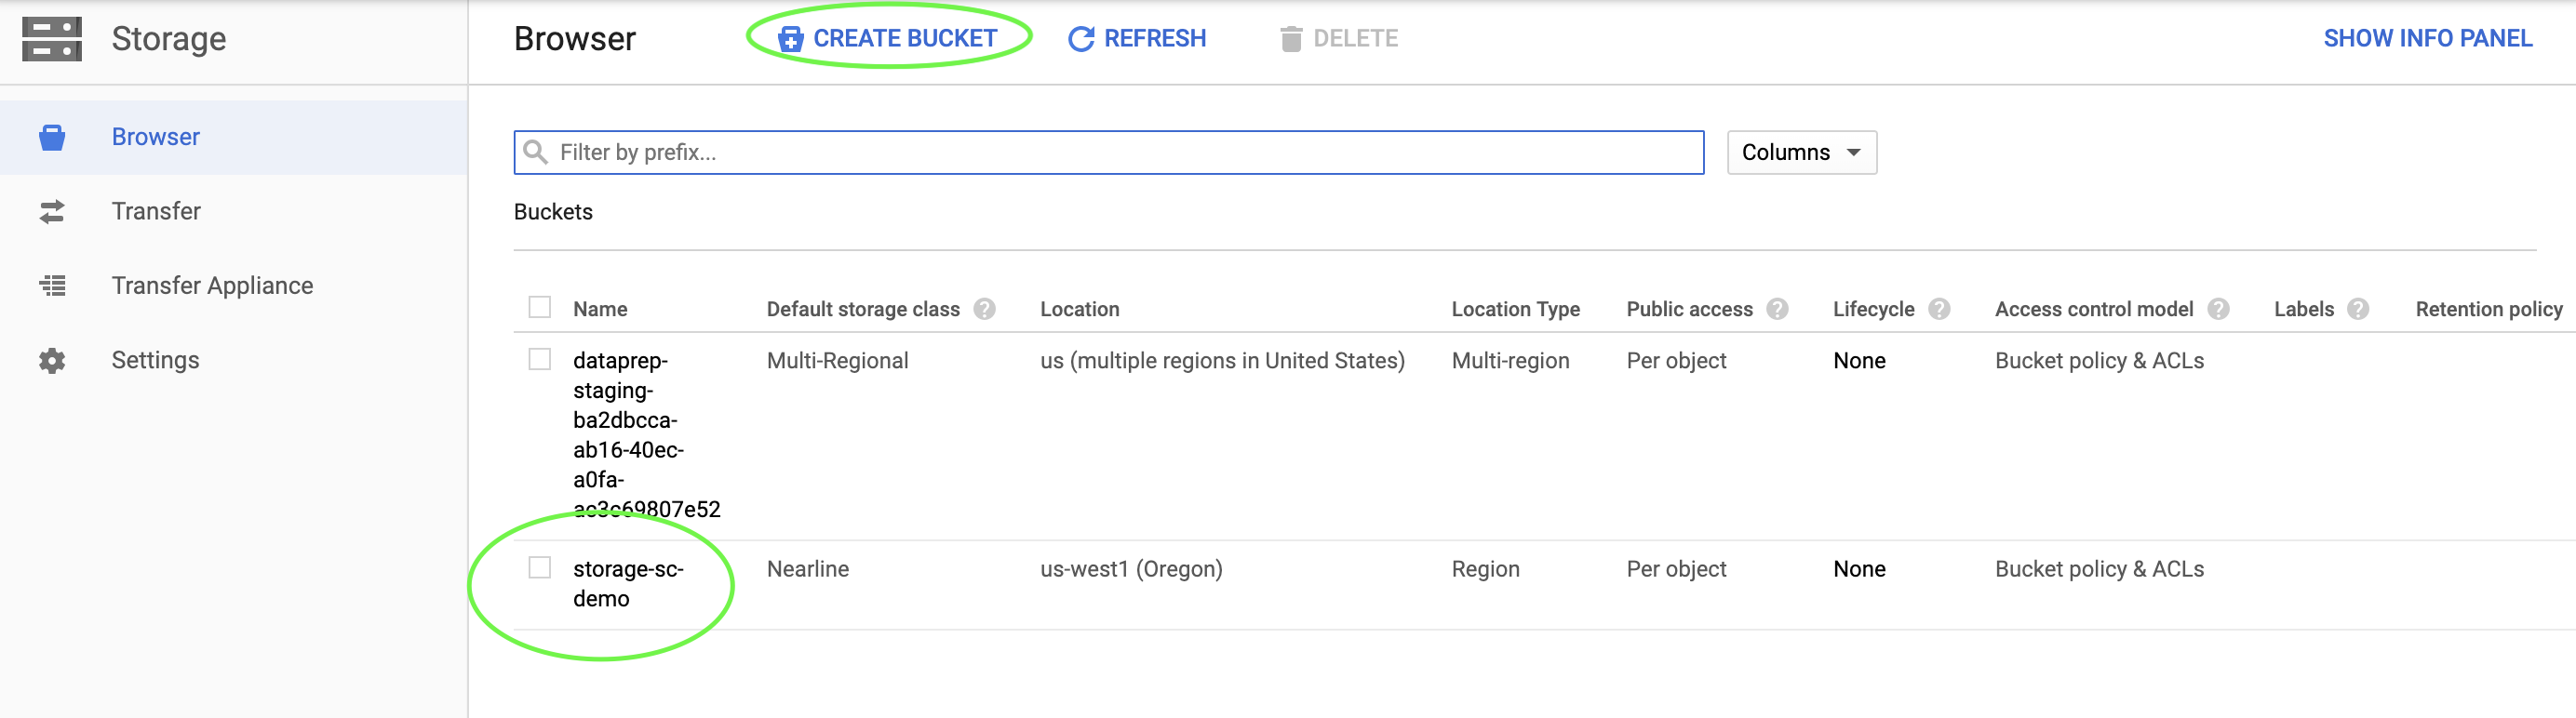 Storage
Browser
CREATE BUCKET
REFRESH
DELETE
SHOW INFO PANEL
Browser
Transfer
Transfer Appliance
Settings
Filter by prefix...
Columns
Buckets
Name Default storage class ? Location Location Type Public access ? Lifecycle ? Access control model ? Labels ? Retention policy
dataprep- Multi-Regional us (multiple regions in United States) Multi-region Per object None Bucket policy & ACLs
staging-
ba2dbcca-
ab16-40ec-
a0fa-
ac3c69807e52
storage-sc- Nearline us-west1 (Oregon) Region Per object None Bucket policy & ACLs
demo